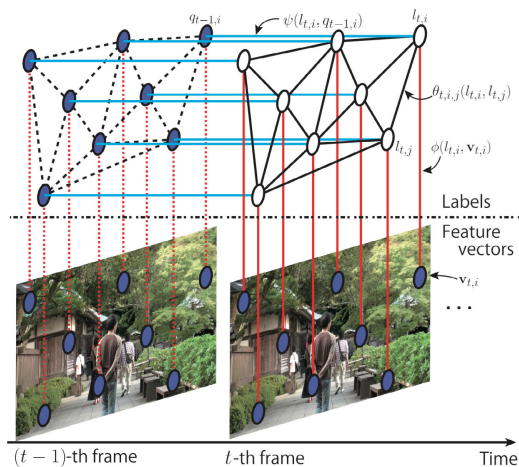 q_{t−1,i}
ψ(l_{t,i}, q_{t−1,i})
l_{t,i}
θ_{t,i,j}(l_{t,i}, l_{t,j})
l_{t,j}
ϕ(l_{t,i}, v_{t,i})
Labels
Feature vectors
v_{t,i}
...
(t − 1)-th frame
t-th frame
Time